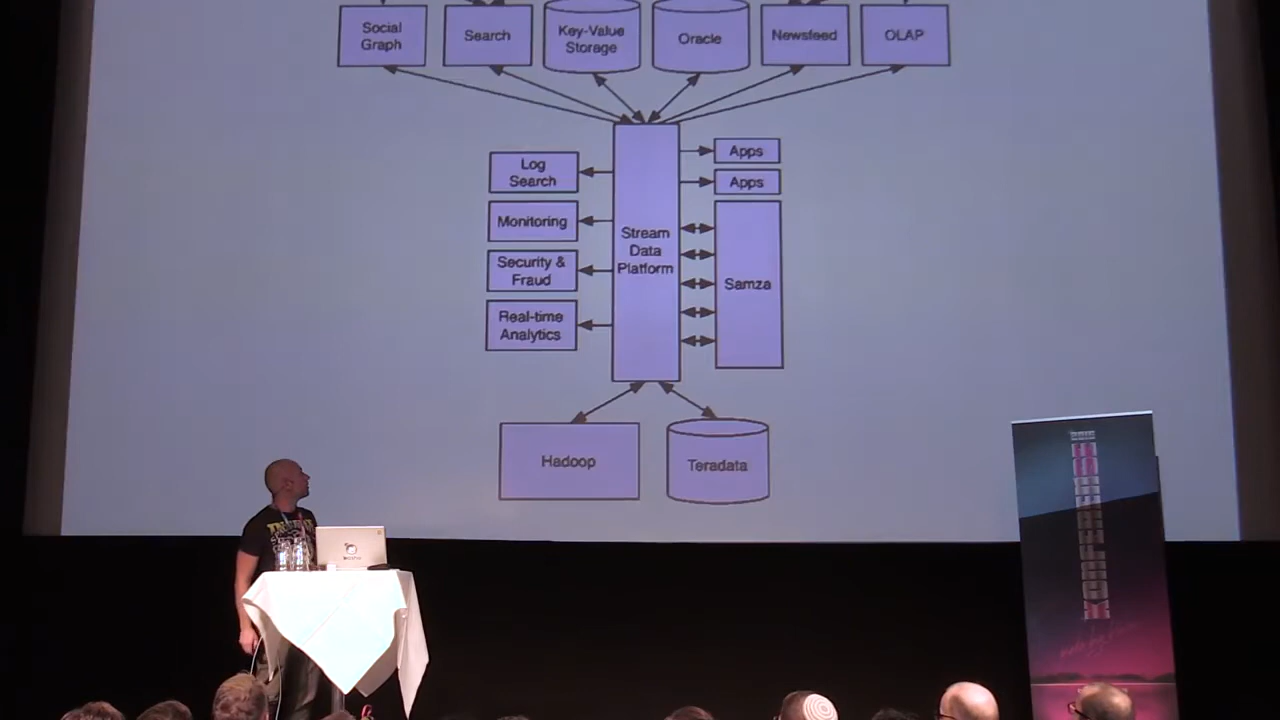 Social
Graph
Search
Key-Value
Storage
Oracle
Newsfeed
OLAP
Log
Search
Monitoring
Security &
Fraud
Real-time
Analytics
Stream
Data
Platform
Apps
Apps
Samza
Hadoop
Teradata